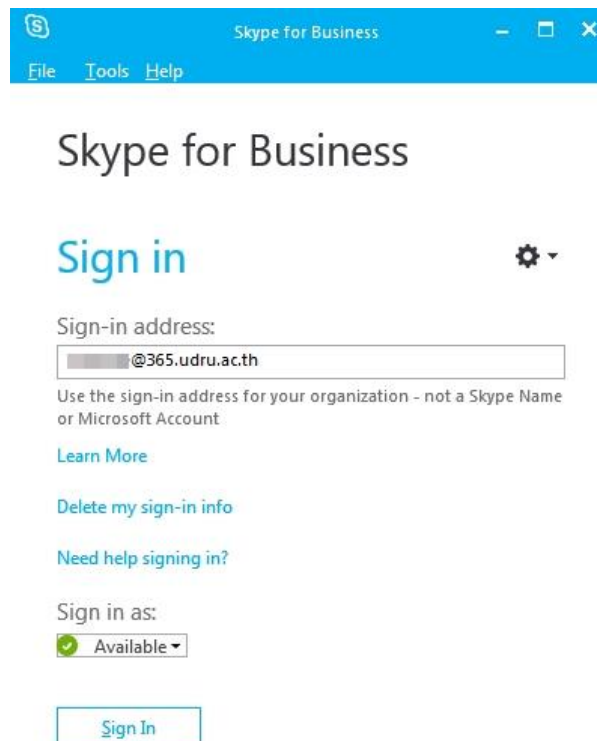 Skype for Business
File Tools Help
Skype for Business
Sign in
Sign-in address:
@365.udru.ac.th
Use the sign-in address for your organization - not a Skype Name
or Microsoft Account
Learn More
Delete my sign-in info
Need help signing in?
Sign in as:
Available
Sign In